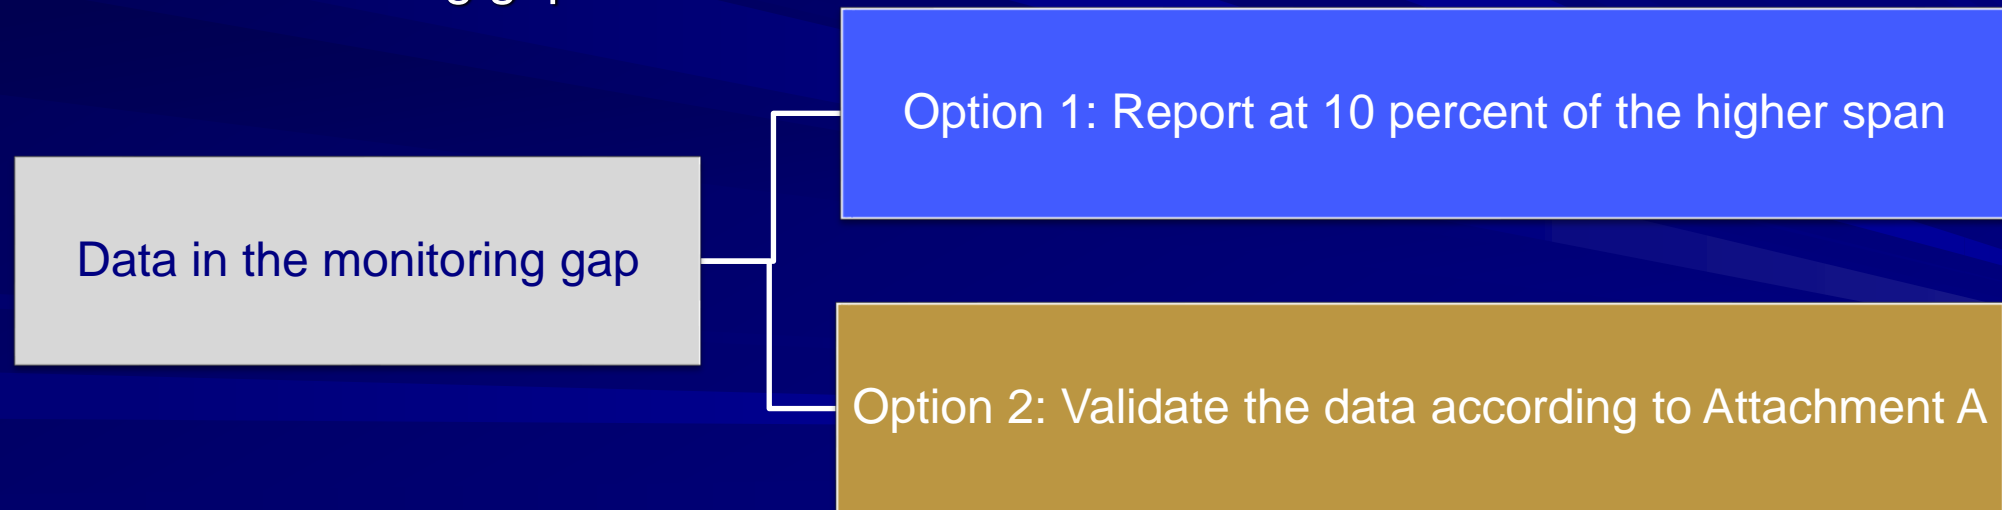 Option 1: Report at 10 percent of the higher span
Data in the monitoring gap
Option 2: Validate the data according to Attachment A